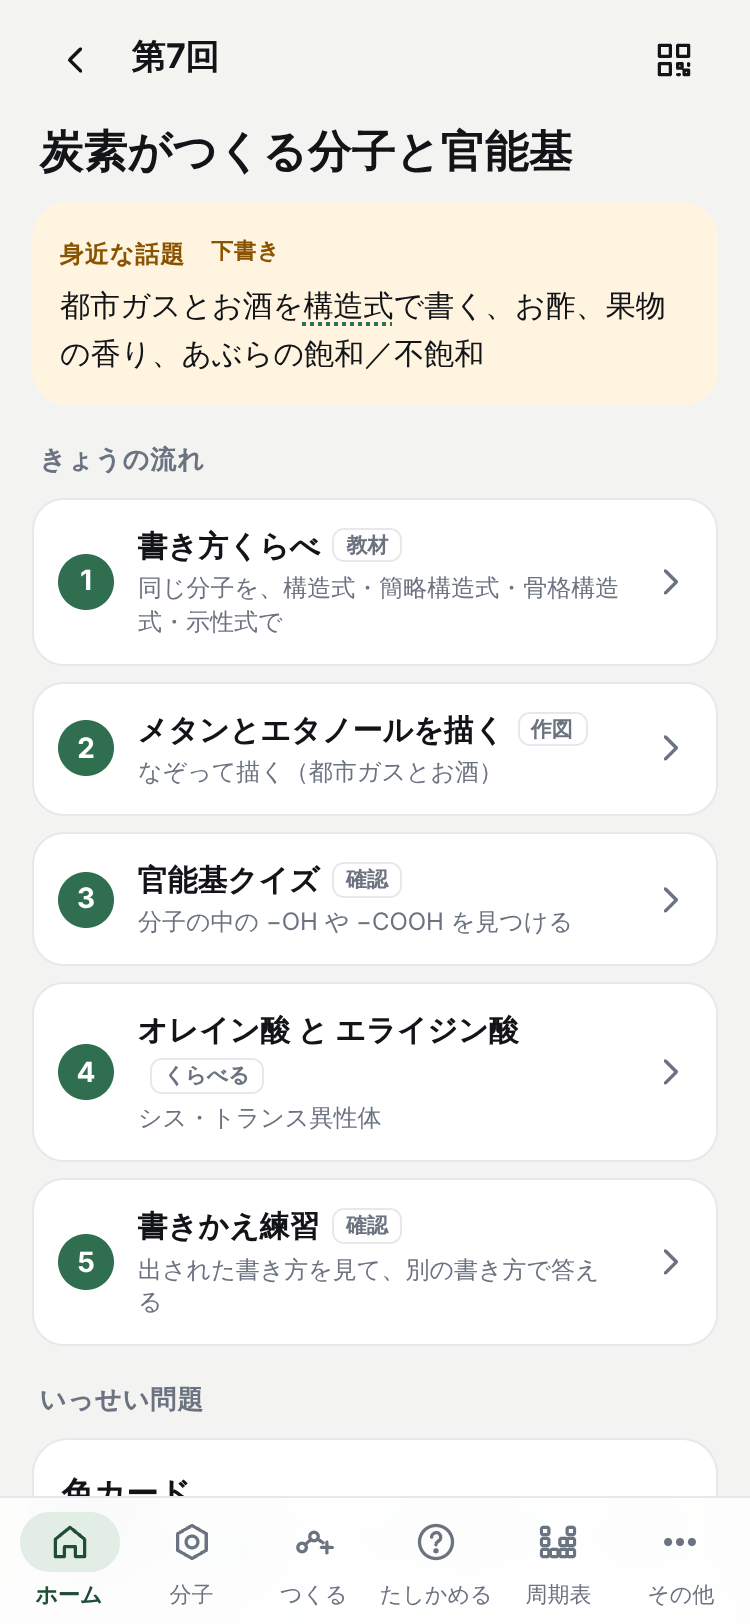 第7回
炭素がつくる分子と官能基
身近な話題 下書き
都市ガスとお酒を構造式で書く、お酢、果物
の香り、あぶらの飽和／不飽和
きょうの流れ
1
書き方くらべ 教材
同じ分子を、構造式・簡略構造式・骨格構造
式・示性式で
2
メタンとエタノールを描く 作図
なぞって描く（都市ガスとお酒）
3
官能基クイズ 確認
分子の中の −OH や −COOH を見つける
4
オレイン酸 と エライジン酸
くらべる
シス・トランス異性体
5
書きかえ練習 確認
出された書き方を見て、別の書き方で答え
る
いっせい問題
色カード
ホーム 分子 つくる たしかめる 周期表 その他